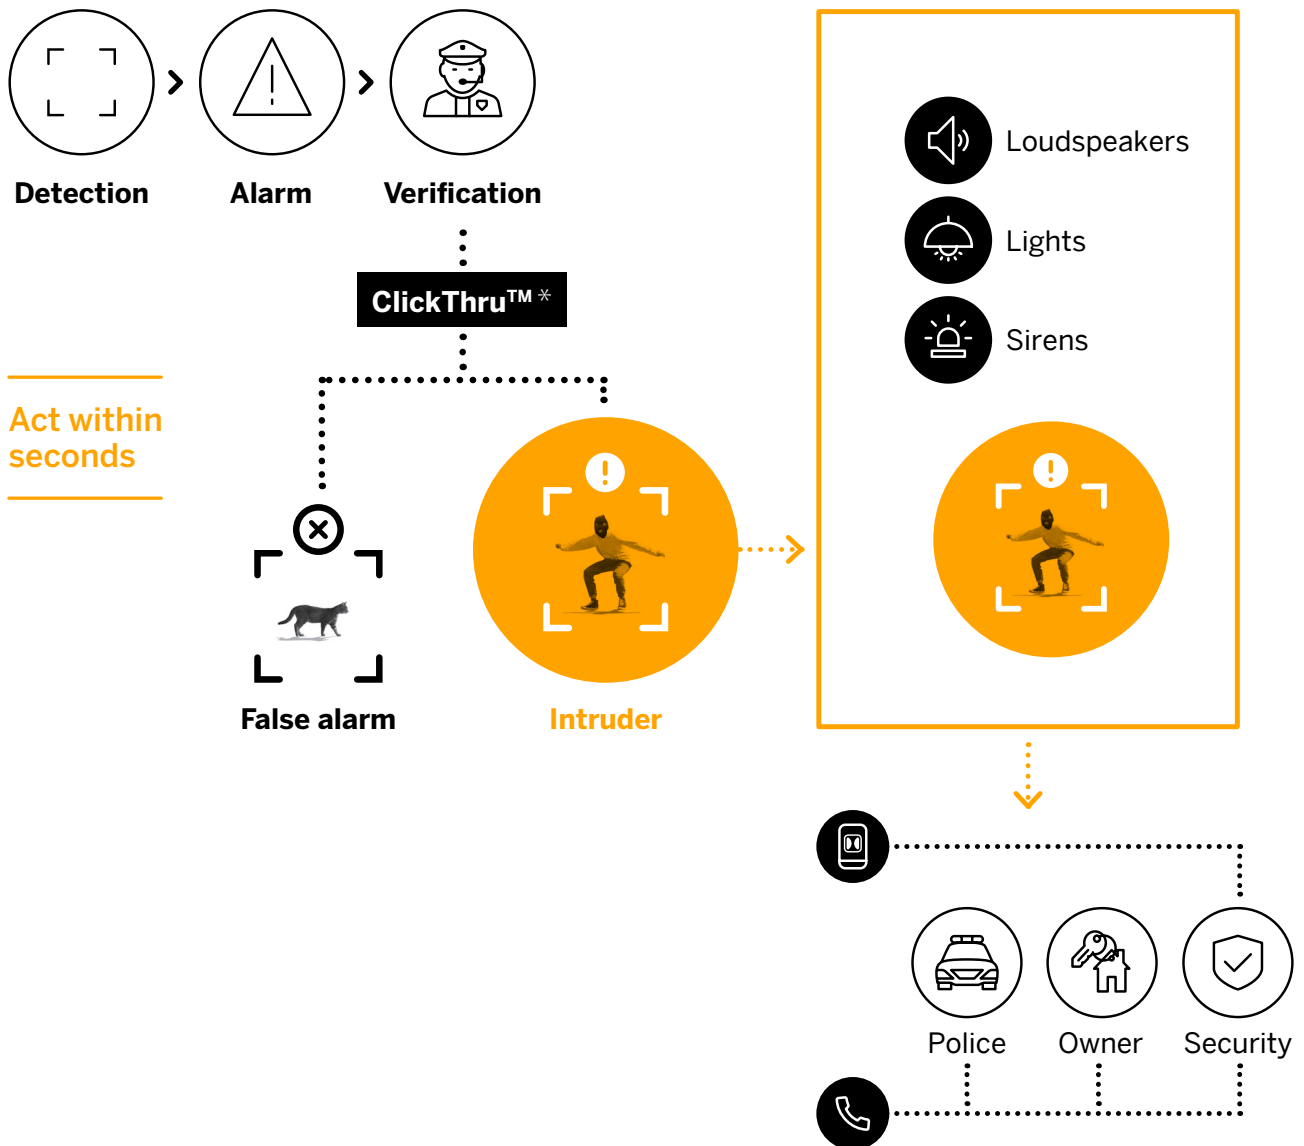 Detection
Alarm
Verification
ClickThru™ *
Act within
seconds
False alarm
Intruder
Loudspeakers
Lights
Sirens
Police
Owner
Security